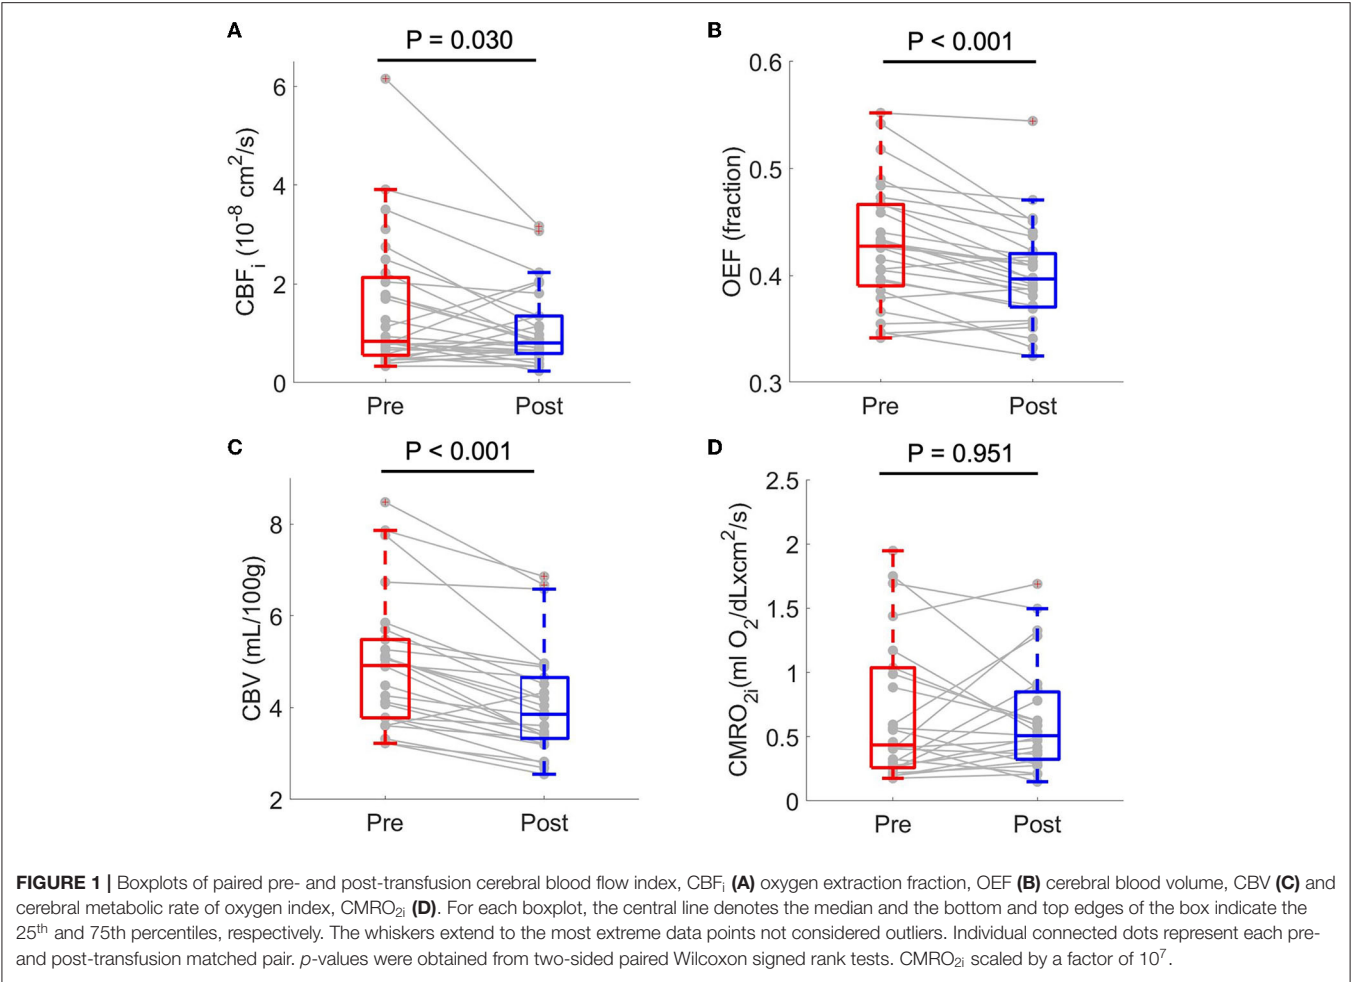 A
P = 0.030
CBFi (10-8 cm2/s)
6
4
2
0
Pre
Post
B
P < 0.001
OEF (fraction)
0.6
0.5
0.4
0.3
Pre
Post
C
P < 0.001
CBV (mL/100g)
8
6
4
2
Pre
Post
D
P = 0.951
CMRO2i(ml O2/dLxcm2/s)
2.5
2
1.5
1
0.5
0
Pre
Post
FIGURE 1 | Boxplots of paired pre- and post-transfusion cerebral blood flow index, CBFi (A) oxygen extraction fraction, OEF (B) cerebral blood volume, CBV (C) and
cerebral metabolic rate of oxygen index, CMRO2i (D). For each boxplot, the central line denotes the median and the bottom and top edges of the box indicate the
25th and 75th percentiles, respectively. The whiskers extend to the most extreme data points not considered outliers. Individual connected dots represent each pre-
and post-transfusion matched pair. p-values were obtained from two-sided paired Wilcoxon signed rank tests. CMRO2i scaled by a factor of 107.